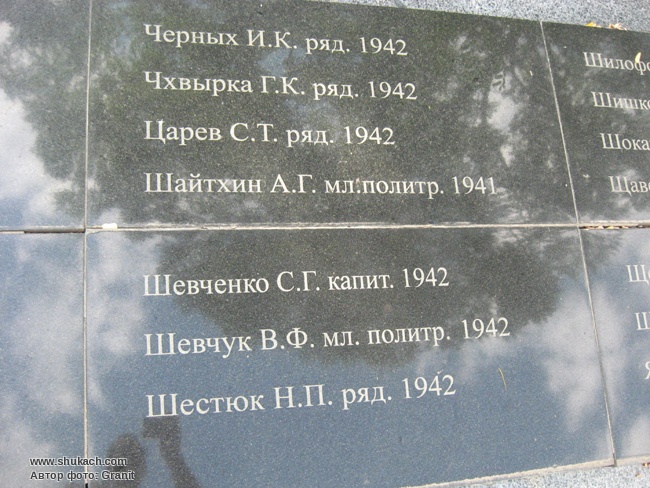 Черных И.К. ряд. 1942
Чхвырка Г.К. ряд. 1942
Царев С.Т. ряд. 1942
Шайтхин А.Г. мл.политр. 1941
Шевченко С.Г. капит. 1942
Шевчук В.Ф. мл. политр. 1942
Шестюк Н.П. ряд. 1942
www.shukach.com
Автор фото: Granit